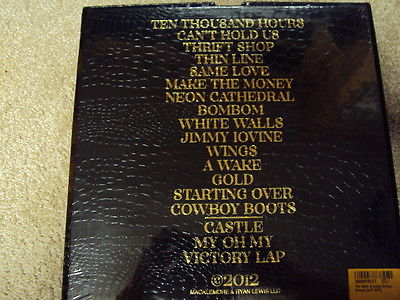 TEN THOUSAND HOURS
CAN'T HOLD US
THRIFT SHOP
THIN LINE
SAME LOVE
MAKE THE MONEY
NEON CATHEDRAL
BOMBOM
WHITE WALLS
JIMMY IOVINE
WINGS
A WAKE
GOLD
STARTING OVER
COWBOY BOOTS
CASTLE
MY OH MY
VICTORY LAP
©2012
MACKLEMORE & RYAN LEWIS LLC